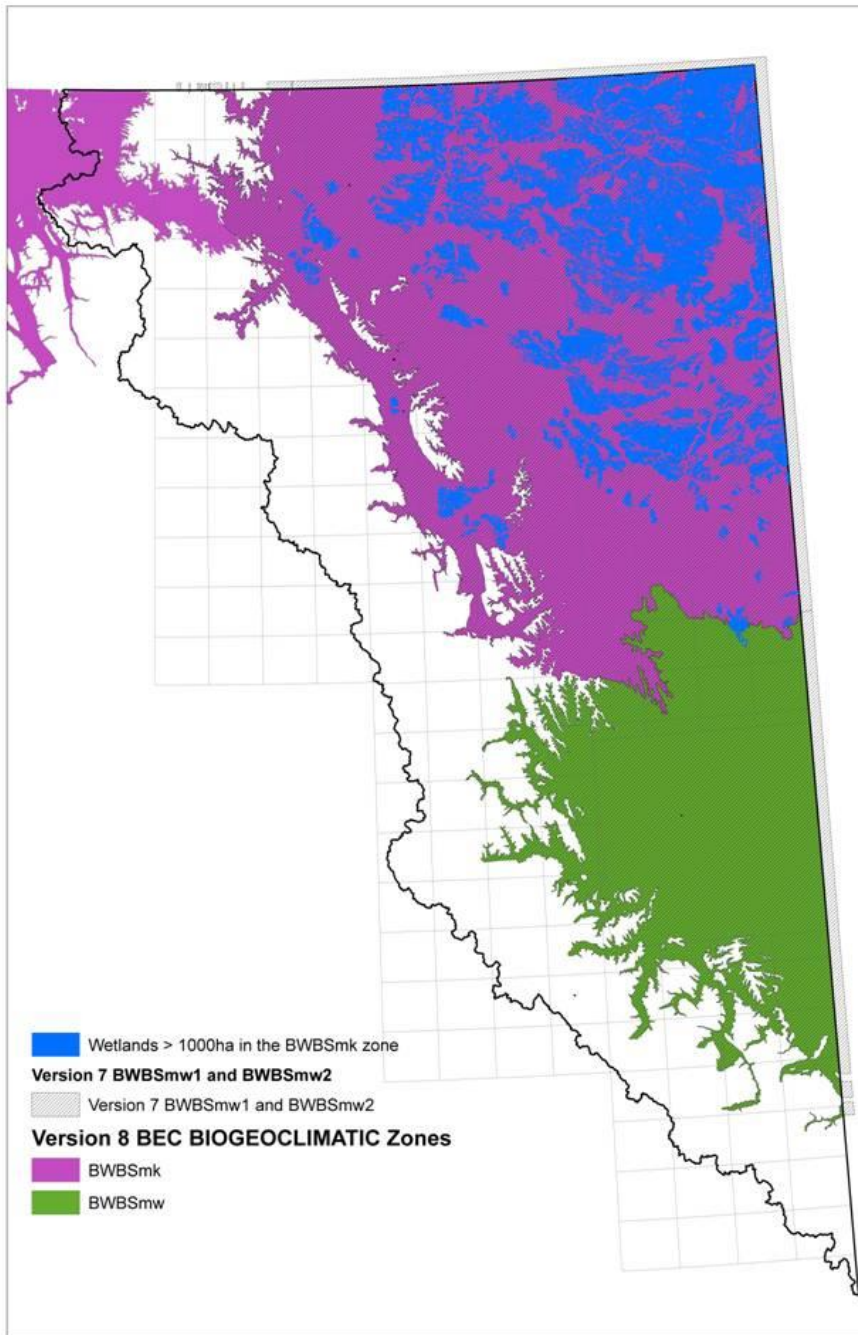 Wetlands > 1000ha in the BWBSmk zone
Version 7 BWBSmw1 and BWBSmw2
Version 7 BWBSmw1 and BWBSmw2
Version 8 BEC BIOGEOCLIMATIC Zones
BWBSmk
BWBSmw